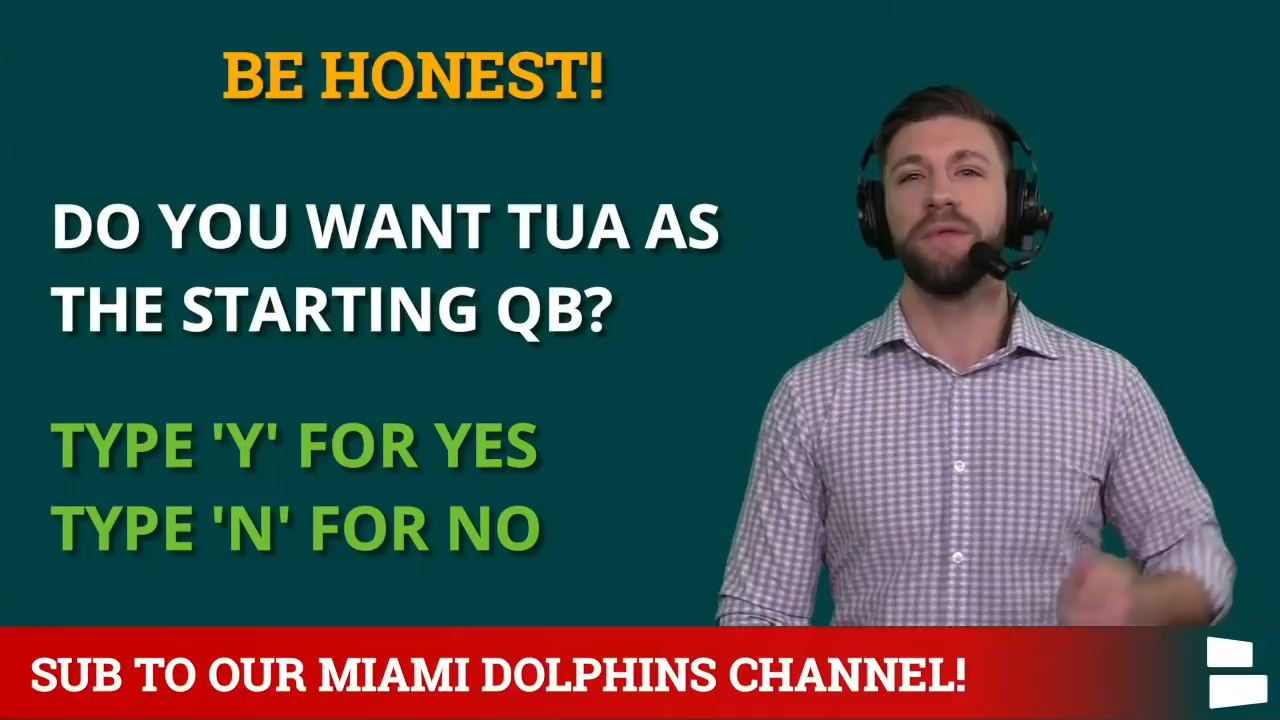 BE HONEST!
DO YOU WANT TUA AS
THE STARTING QB?
TYPE 'Y' FOR YES
TYPE 'N' FOR NO
SUB TO OUR MIAMI DOLPHINS CHANNEL!